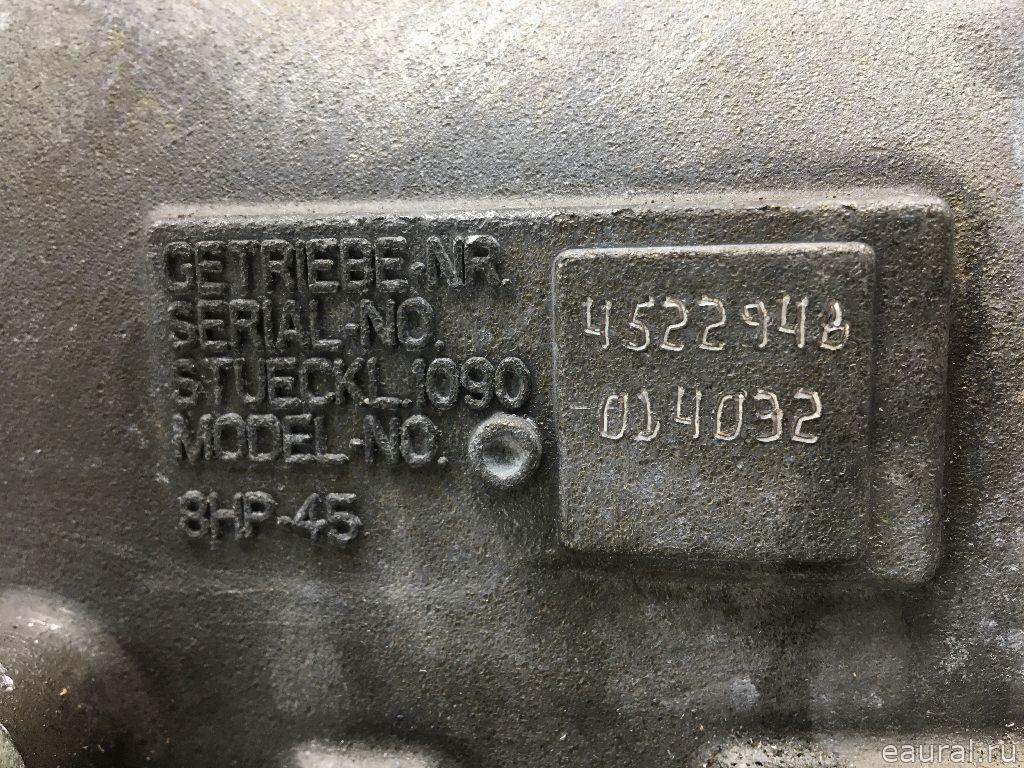 GETRIEBE-NR.
SERIAL-NO.
STUECKL.1090
MODEL-NO.
8HP-45
4522948
014032
eaural.ru